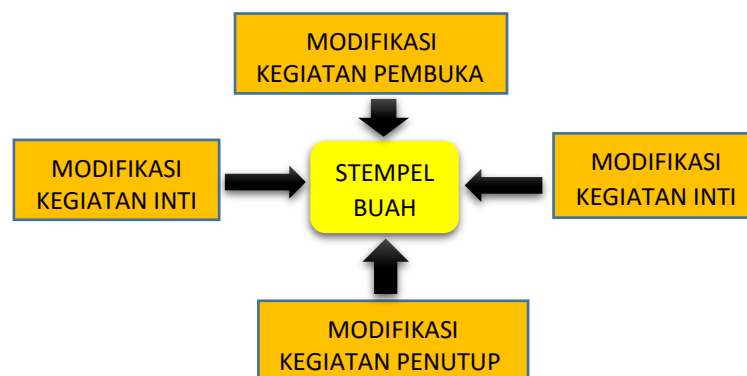 MODIFIKASI
KEGIATAN PEMBUKA
MODIFIKASI
KEGIATAN INTI
STEMPEL
BUAH
MODIFIKASI
KEGIATAN INTI
MODIFIKASI
KEGIATAN PENUTUP